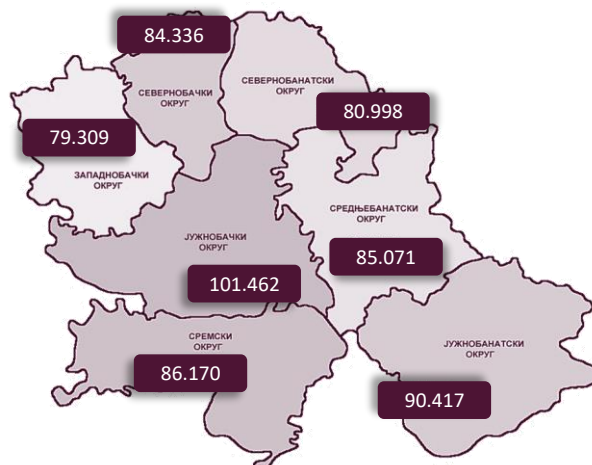 84.336
СЕВЕРНОБАЧКИ
ОКРУГ
СЕВЕРНОБАНАТСКИ
ОКРУГ
80.998
79.309
ЗАПАДНОБАЧКИ
ОКРУГ
СРЕДЊЕБАНАТСКИ
ОКРУГ
85.071
ЈУЖНОБАЧКИ
ОКРУГ
101.462
СРЕМСКИ
ОКРУГ
86.170
ЈУЖНОБАНАТСКИ
ОКРУГ
90.417